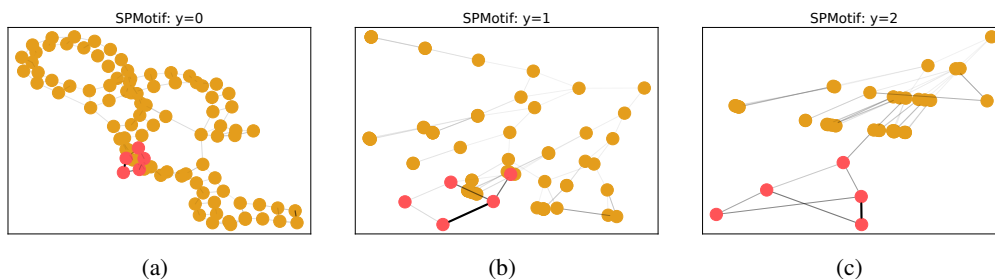 SPMotif: y=0
SPMotif: y=1
SPMotif: y=2
(a)
(b)
(c)